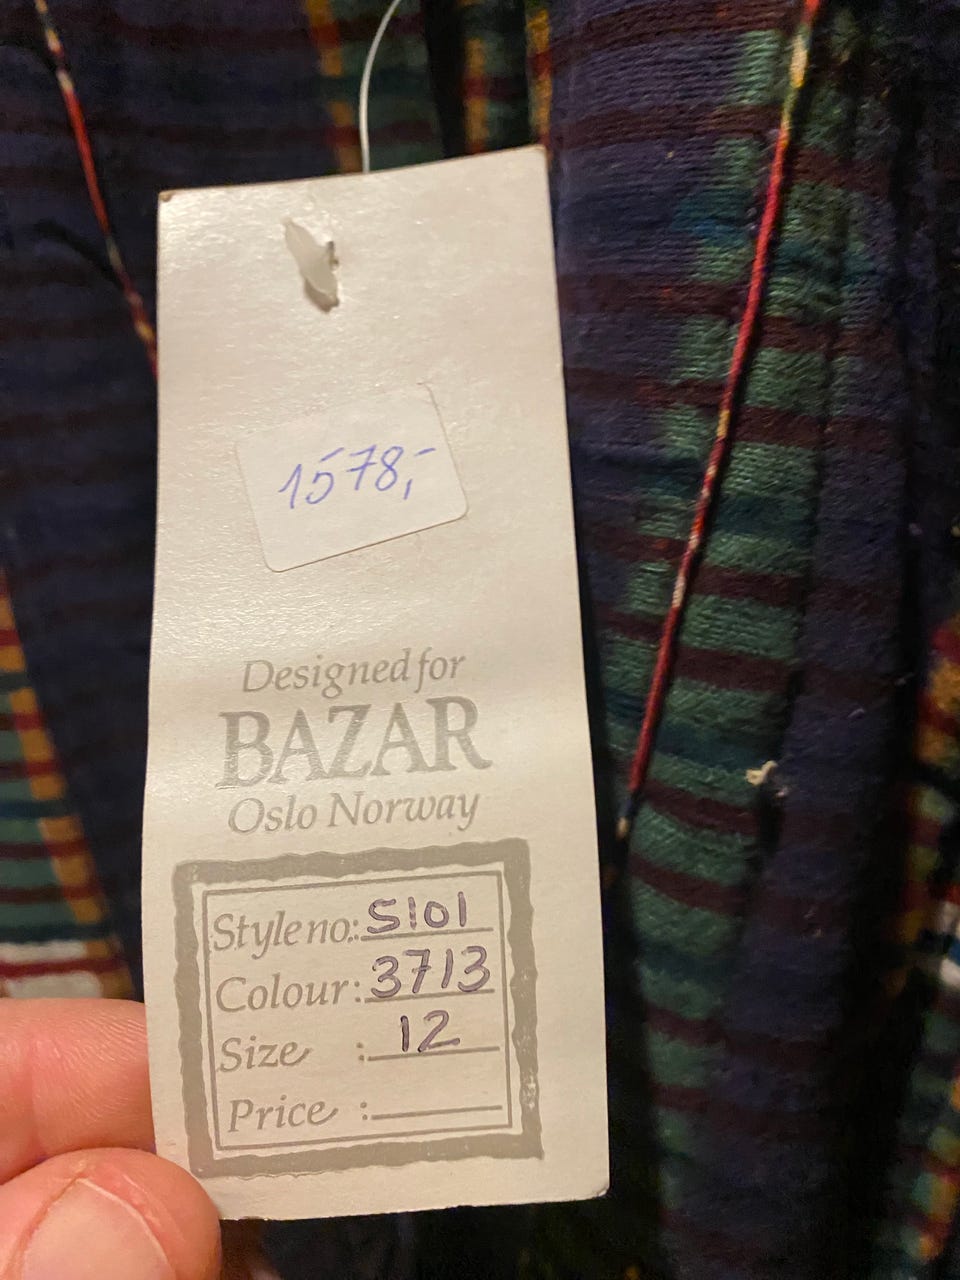 1578,-
Designed for
BAZAR
Oslo Norway
Style no.: S101
Colour: 3713
Size : 12
Price :